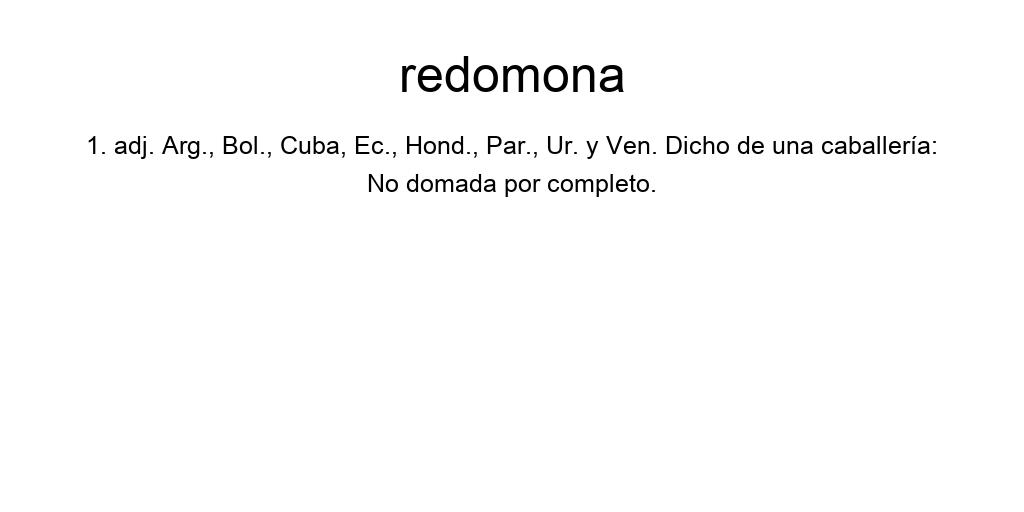 redomona
1. adj. Arg., Bol., Cuba, Ec., Hond., Par., Ur. y Ven. Dicho de una caballería:
No domada por completo.